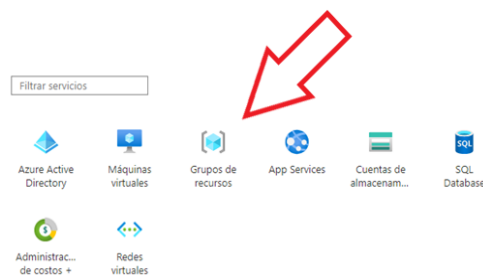 Filtrar servicios
Azure Active
Directory
Máquinas
virtuales
Grupos de
recursos
App Services
Cuentas de
almacenam...
SQL
SQL
Database
Administrac...
de costos +
Redes
virtuales